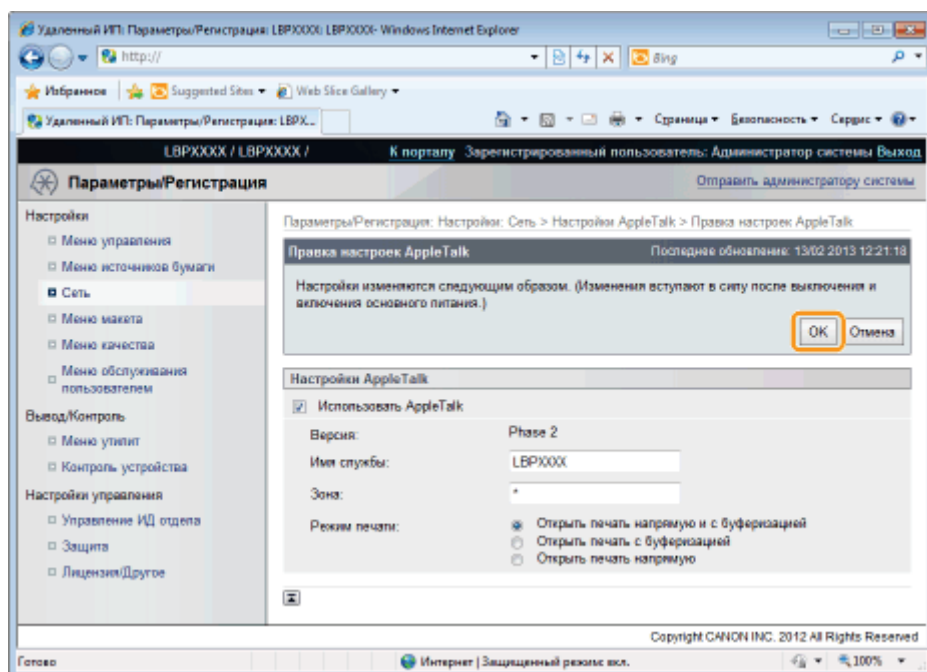 Удаленный ИП: Параметры/Регистрация: LBPXXXX: LBPXXXX- Windows Internet Explorer
http://
Bing
Избранное Suggested Sites Web Slice Gallery
Удаленный ИП: Параметры/Регистрация: LBPX... Страница Безопасность Сервис
LBPXXXX / LBPXXXX / К порталу Зарегистрированный пользователь: Администратор системы Выход
Параметры/Регистрация Отправить администратору системы
Настройки
Меню управления
Меню источников бумаги
Сеть
Меню макета
Меню качества
Меню обслуживания
пользователем
Вывод/Контроль
Меню утилит
Контроль устройства
Настройки управления
Управление ИД отдела
Защита
Лицензия/Другое
Параметры/Регистрация: Настройки: Сеть > Настройки AppleTalk > Правка настроек AppleTalk
Правка настроек AppleTalk Последнее обновление: 13/02 2013 12:21:18
Настройки изменяются следующим образом. (Изменения вступают в силу после выключения и
включения основного питания.)
OK Отмена
Настройки AppleTalk
Использовать AppleTalk
Версия: Phase 2
Имя службы: LBPXXXX
Зона: *
Режим печати: Открыть печать напрямую и с буферизацией
Открыть печать с буферизацией
Открыть печать напрямую
Copyright CANON INC. 2012 All Rights Reserved
Готово Интернет | Защищенный режим: вкл. 100%